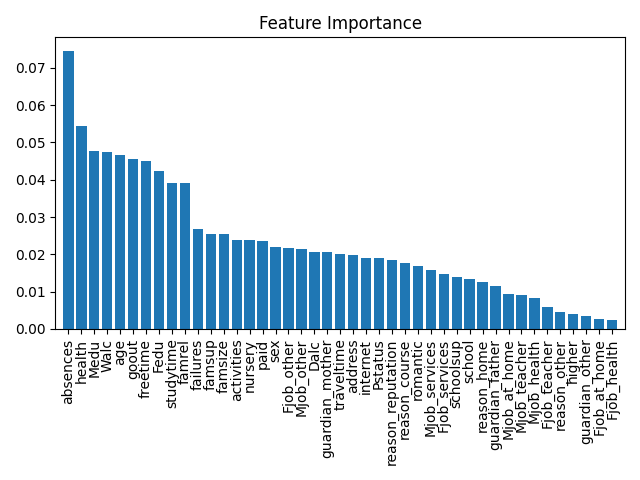 Feature Importance
0.07
0.06
0.05
0.04
0.03
0.02
0.01
0.00
absences
health
Medu
Walc
age
goout
freetime
Fedu
studytime
famrel
failures
famsup
famsize
activities
nursery
paid
sex
Fjob_other
Mjob_other
Dalc
guardian_mother
traveltime
address
internet
Pstatus
reason_reputation
reason_course
romantic
Mjob_services
Fjob_services
schoolsup
school
reason_home
guardian_father
Mjob_at_home
Mjob_teacher
Mjob_health
Fjob_teacher
reason_other
higher
guardian_other
Fjob_at_home
Fjob_health